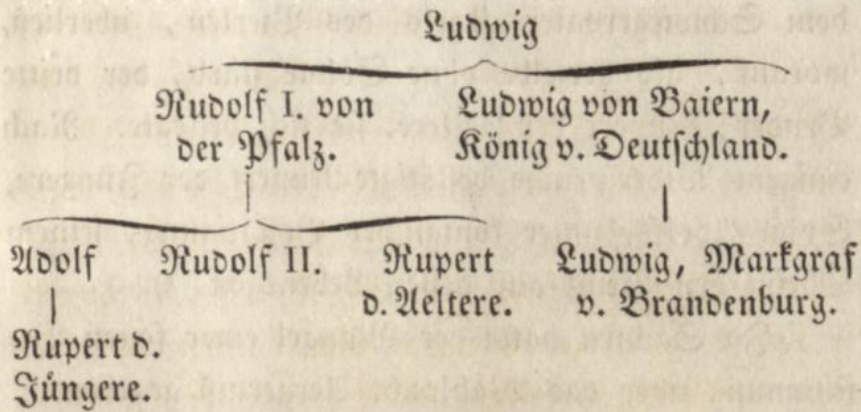 Ludwig
Rudolf I. von Ludwig von Baiern,
der Pfalz. König v. Deutschland.
Adolf Rudolf II. Rupert Ludwig, Markgraf
d. Aeltere. v. Brandenburg.
Rupert d.
Jüngere.